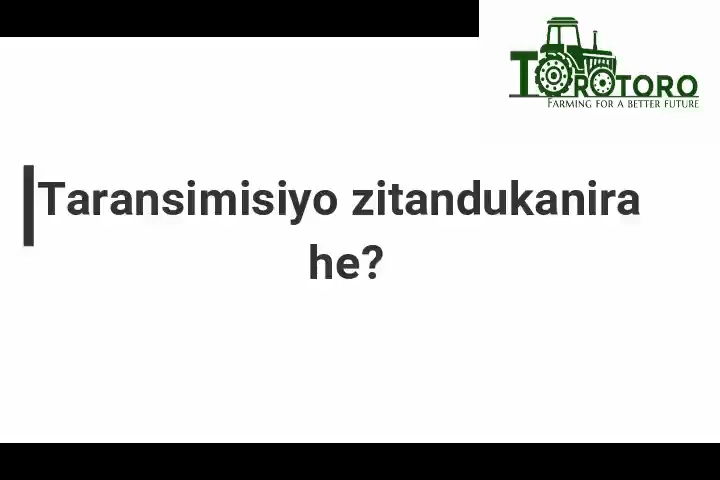 TOROTORO
FARMING FOR A BETTER FUTURE
Taransimisiyo zitandukanira
he?